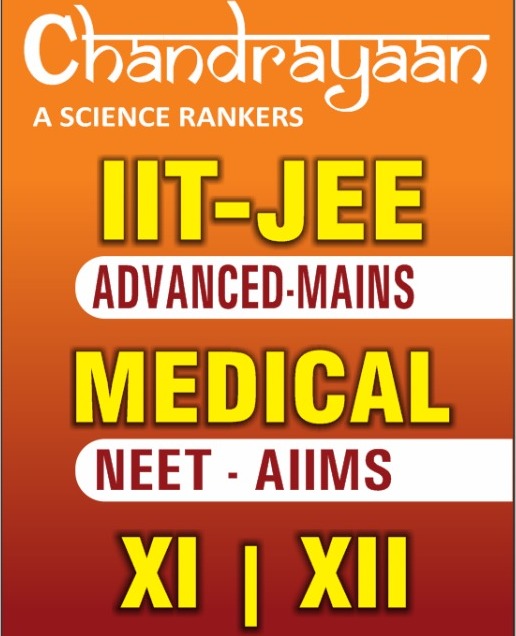 Chandrayaan
A SCIENCE RANKERS
IIT-JEE
ADVANCED-MAINS
MEDICAL
NEET - AIIMS
XI | XII